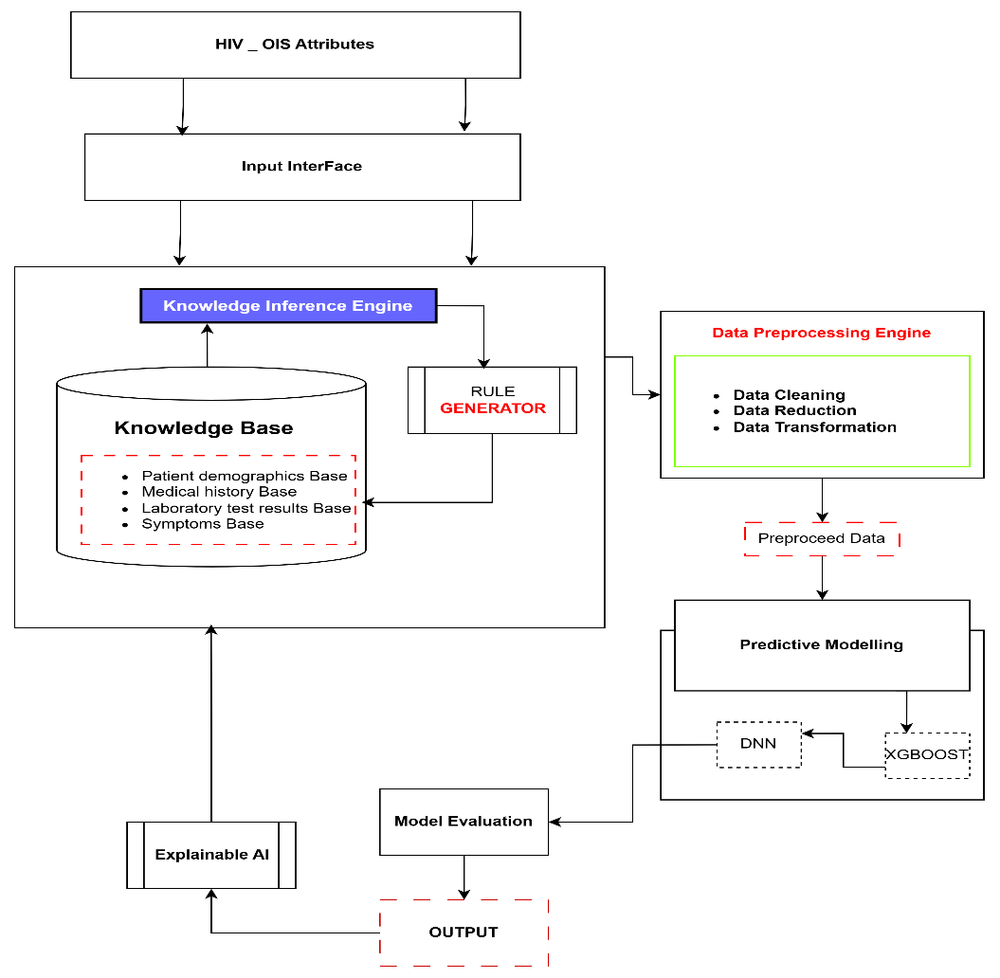 HIV _ OIS Attributes
Input InterFace
Knowledge Inference Engine
RULE
GENERATOR
Knowledge Base
• Patient demographics Base
• Medical history Base
• Laboratory test results Base
• Symptoms Base
Data Preprocessing Engine
• Data Cleaning
• Data Reduction
• Data Transformation
Preproceed Data
Predictive Modelling
DNN
XGBOOST
Model Evaluation
Explainable AI
OUTPUT